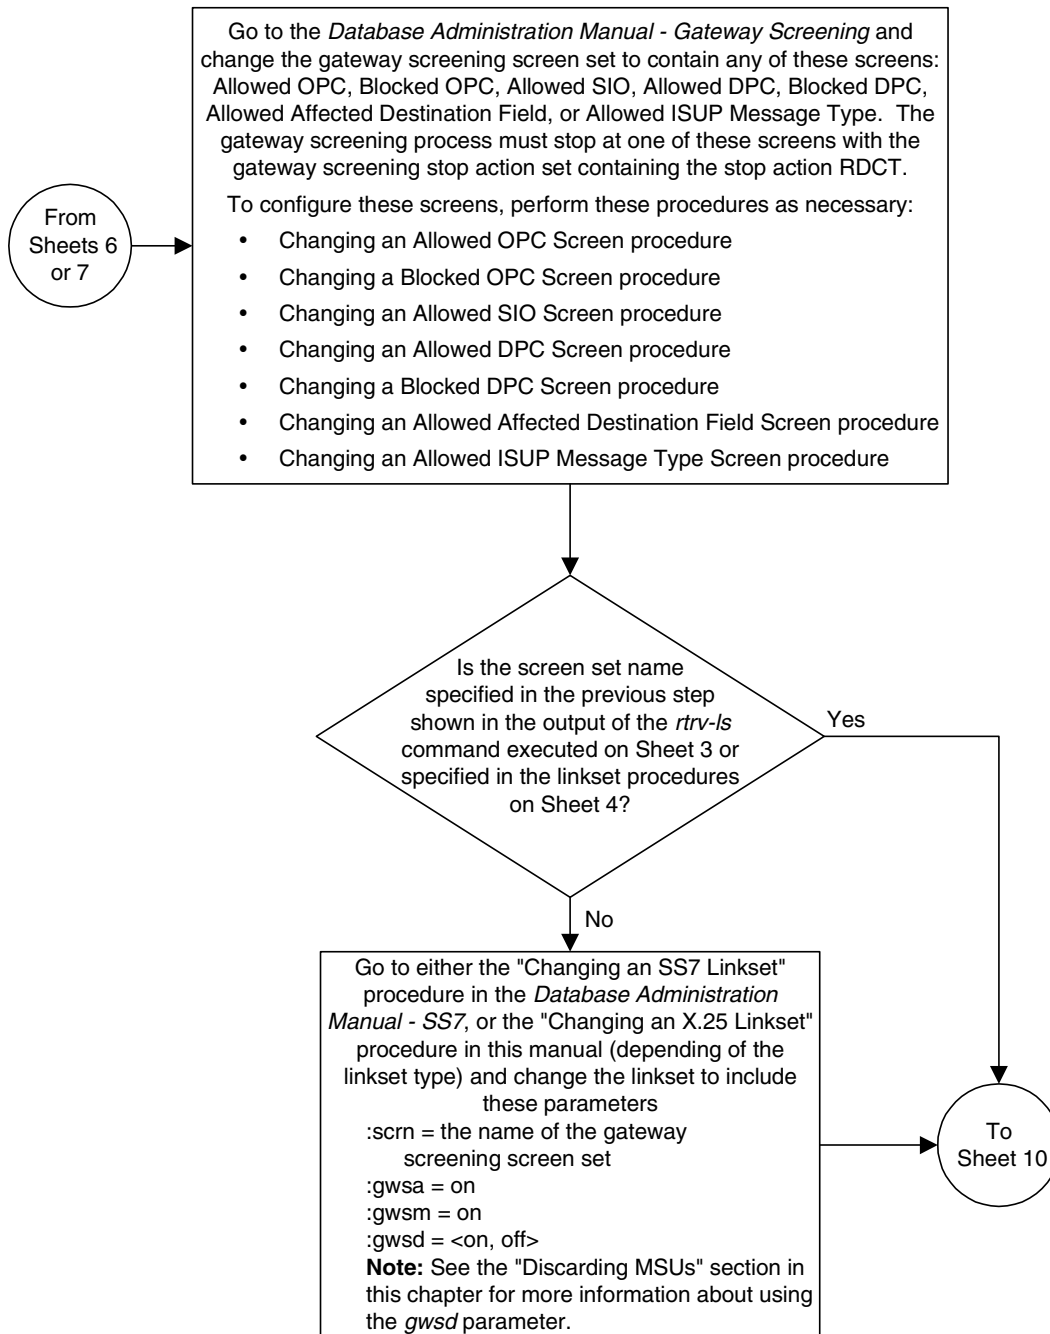 Go to the Database Administration Manual - Gateway Screening and
change the gateway screening screen set to contain any of these screens:
Allowed OPC, Blocked OPC, Allowed SIO, Allowed DPC, Blocked DPC,
Allowed Affected Destination Field, or Allowed ISUP Message Type. The
gateway screening process must stop at one of these screens with the
gateway screening stop action set containing the stop action RDCT.
To configure these screens, perform these procedures as necessary:
• Changing an Allowed OPC Screen procedure
• Changing a Blocked OPC Screen procedure
• Changing an Allowed SIO Screen procedure
• Changing an Allowed DPC Screen procedure
• Changing a Blocked DPC Screen procedure
• Changing an Allowed Affected Destination Field Screen procedure
• Changing an Allowed ISUP Message Type Screen procedure
From
Sheets 6
or 7
Is the screen set name
specified in the previous step
shown in the output of the rtrv-ls
command executed on Sheet 3 or
specified in the linkset procedures
on Sheet 4?
Yes
No
Go to either the "Changing an SS7 Linkset"
procedure in the Database Administration
Manual - SS7, or the "Changing an X.25 Linkset"
procedure in this manual (depending of the
linkset type) and change the linkset to include
these parameters
:scrn = the name of the gateway
screening screen set
:gwsa = on
:gwsm = on
:gwsd = <on, off>
Note: See the "Discarding MSUs" section in
this chapter for more information about using
the gwsd parameter.
To
Sheet 10